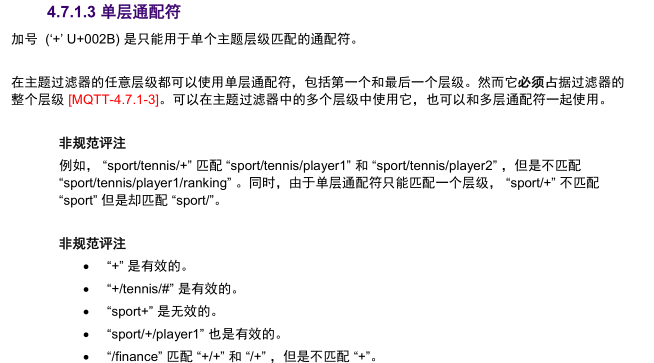 4.7.1.3 单层通配符
加号 (‘+’ U+002B) 是只能用于单个主题层级匹配的通配符。
在主题过滤器的任意层级都可以使用单层通配符，包括第一个和最后一个层级。然而它必须占据过滤器的
整个层级 [MQTT-4.7.1-3]。可以在主题过滤器中的多个层级中使用它，也可以和多层通配符一起使用。
非规范评注
例如， “sport/tennis/+” 匹配 “sport/tennis/player1” 和 “sport/tennis/player2” ，但是不匹配
“sport/tennis/player1/ranking” 。同时，由于单层通配符只能匹配一个层级， “sport/+” 不匹配
“sport” 但是却匹配 “sport/”。
非规范评注
• “+” 是有效的。
• “+/tennis/#” 是有效的。
• “sport+” 是无效的。
• “sport/+/player1” 也是有效的。
• “/finance” 匹配 “+/+” 和 “/+” ，但是不匹配 “+”。